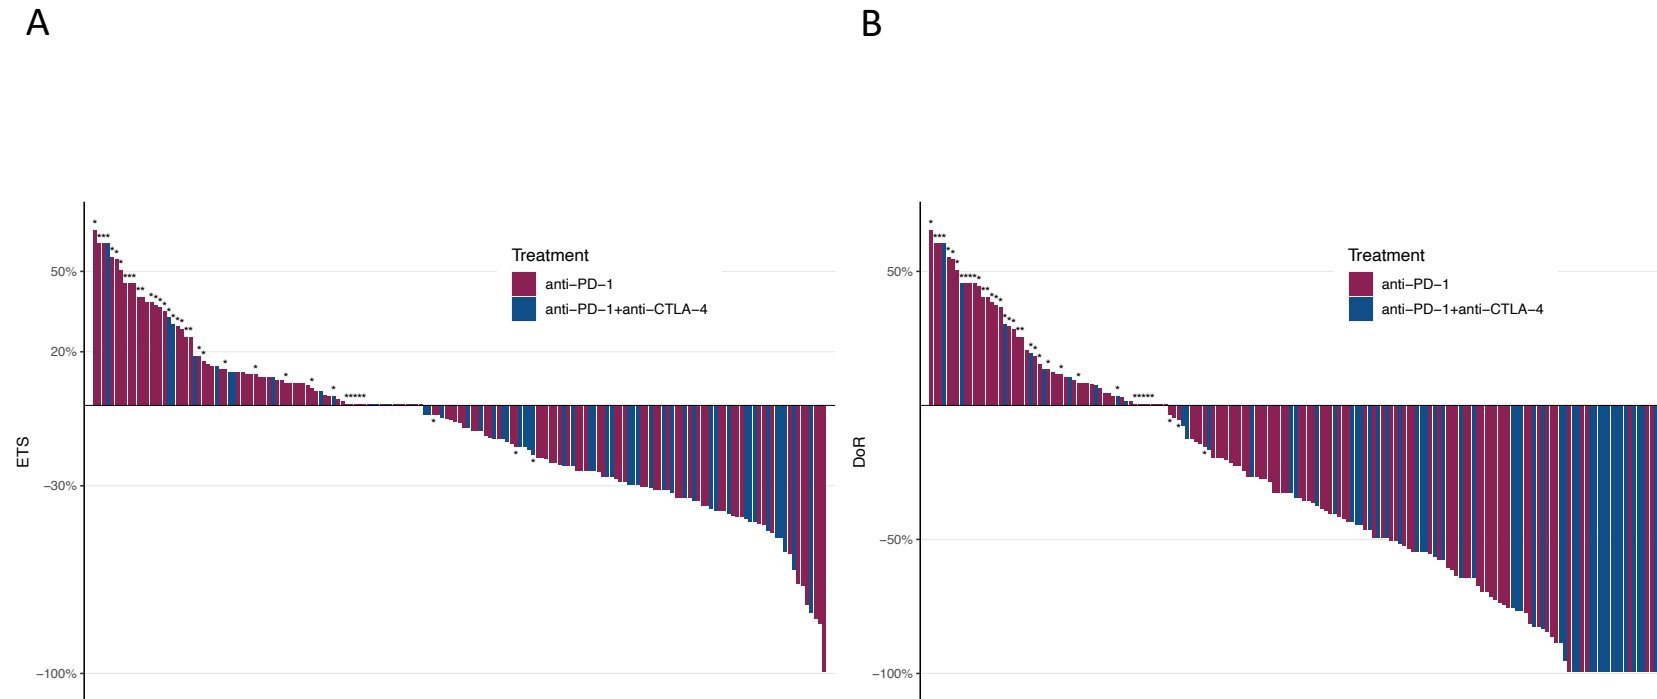 A
B
ETS
50%
20%
−30%
−100%
Treatment
anti−PD−1
anti−PD−1+anti−CTLA−4
DoR
50%
−50%
−100%
Treatment
anti−PD−1
anti−PD−1+anti−CTLA−4